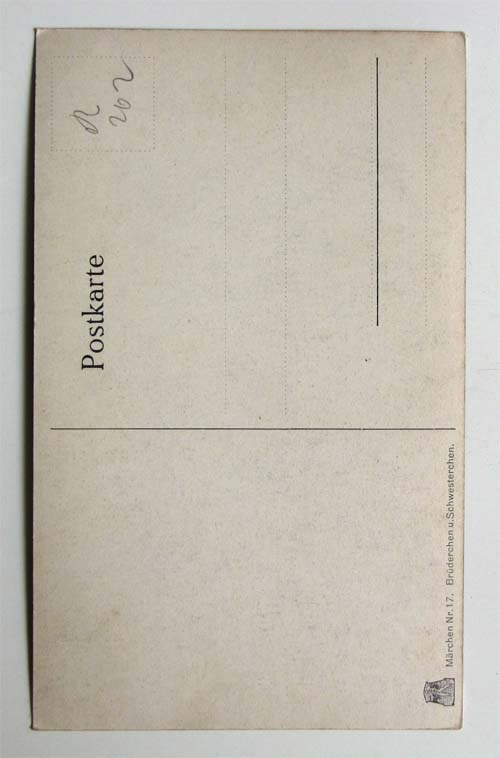 R
202
Postkarte
Märchen Nr. 17. Brüderchen u. Schwesterchen.